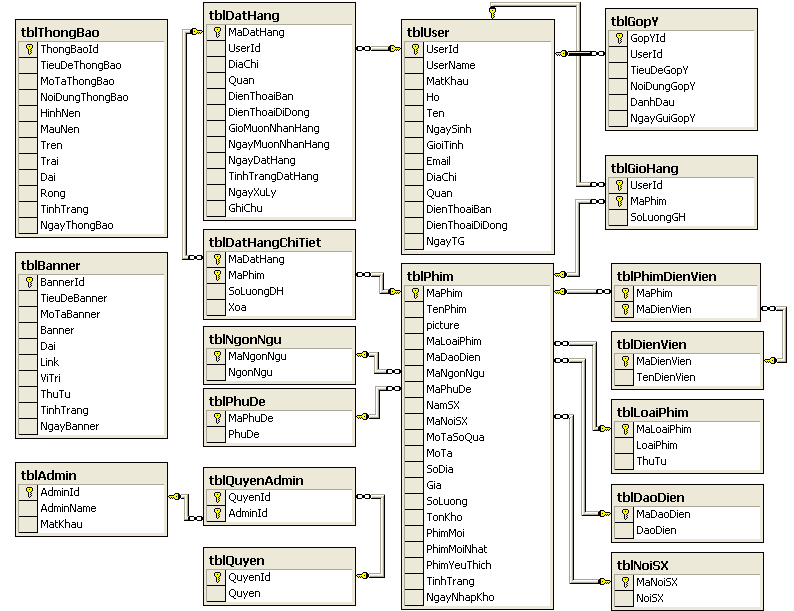 tblThongBao
ThongBaoId
TieuDeThongBao
MoTaThongBao
NoiDungThongBao
HinhNen
MauNen
Tren
Trai
Dai
Rong
TinhTrang
NgayThongBao
tblBanner
BannerId
TieuDeBanner
MoTaBanner
Banner
Dai
Link
ViTri
ThuTu
TinhTrang
NgayBanner
tblAdmin
AdminId
AdminName
MatKhau
tblDatHang
MaDatHang
UserId
DiaChi
Quan
DienThoaiBan
DienThoaiDiDong
GioMuonNhanHang
NgayMuonNhanHang
NgayDatHang
TinhTrangDatHang
NgayXuLy
GhiChu
tblDatHangChiTiet
MaDatHang
MaPhim
SoLuongDH
Xoa
tblNgonNgu
MaNgonNgu
NgonNgu
tblPhuDe
MaPhuDe
PhuDe
tblQuyenAdmin
QuyenId
AdminId
tblQuyen
QuyenId
Quyen
tblUser
UserId
UserName
MatKhau
Ho
Ten
NgaySinh
GioiTinh
Email
DiaChi
Quan
DienThoaiBan
DienThoaiDiDong
NgayTG
tblPhim
MaPhim
TenPhim
picture
MaLoaiPhim
MaDaoDien
MaNgonNgu
MaPhuDe
NamSX
MaNoiSX
MoTaSoQua
MoTa
SoDia
Gia
SoLuong
TonKho
PhimMoi
PhimMoiNhat
PhimYeuThich
TinhTrang
NgayNhapKho
tblGopY
GopYId
UserId
TieuDeGopY
NoiDungGopY
DanhDau
NgayGuiGopY
tblGioHang
UserId
MaPhim
SoLuongGH
tblPhimDienVien
MaPhim
MaDienVien
tblDienVien
MaDienVien
TenDienVien
tblLoaiPhim
MaLoaiPhim
LoaiPhim
ThuTu
tblDaoDien
MaDaoDien
DaoDien
tblNoiSX
MaNoiSX
NoiSX